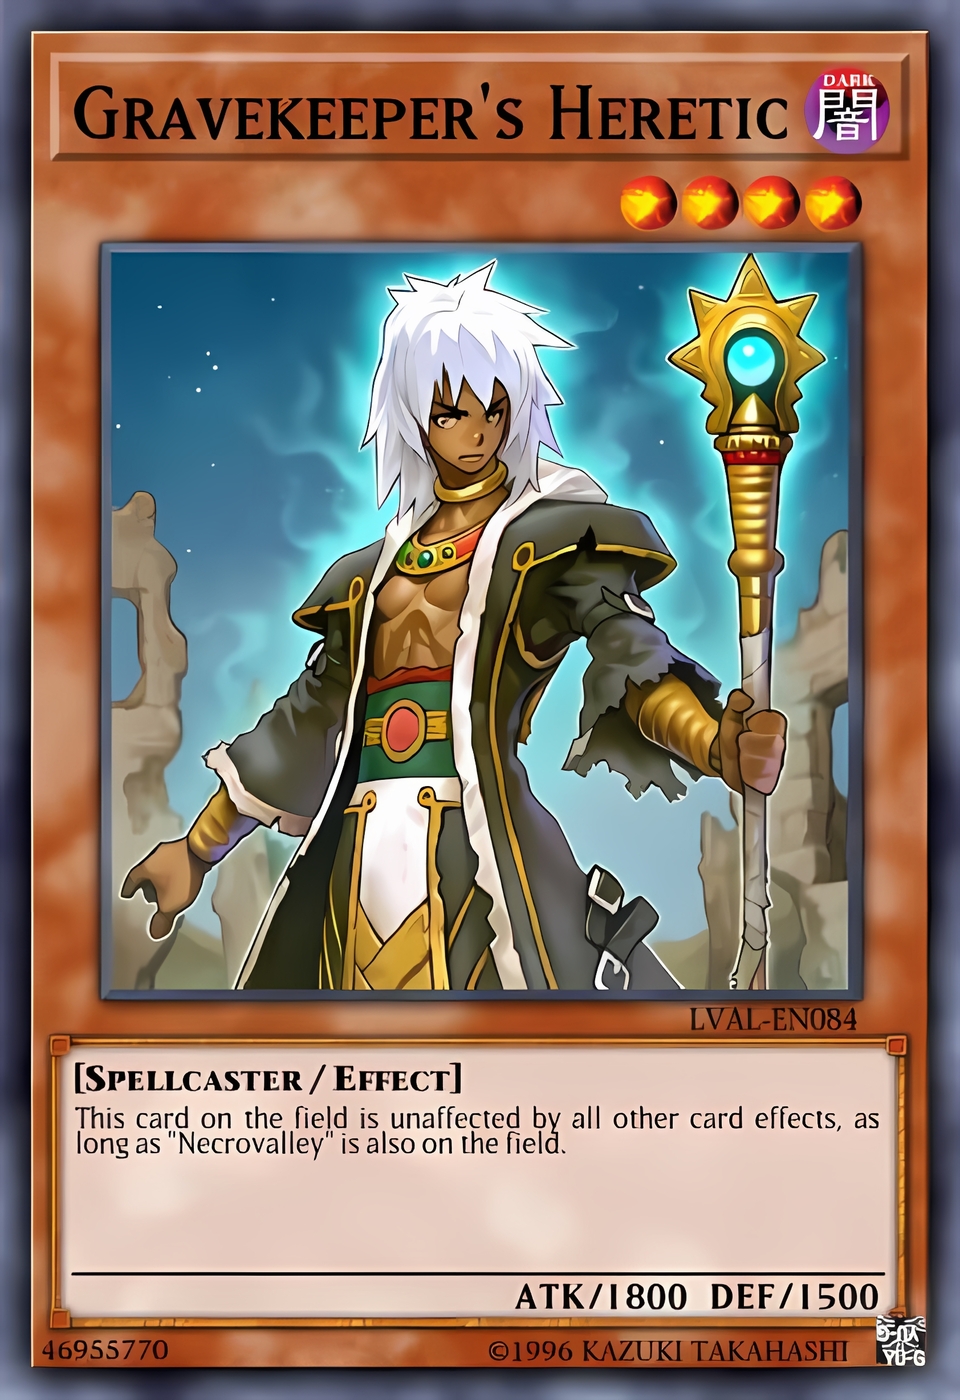 GRAVEKEEPER'S HERETIC
DARK
闇
LVAL-EN084
[SPELLCASTER / EFFECT]
This card on the field is unaffected by all other card effects, as
long as "Necrovalley" is also on the field.
ATK/1800 DEF/1500
46955770
©1996 KAZUKI TAKAHASHI